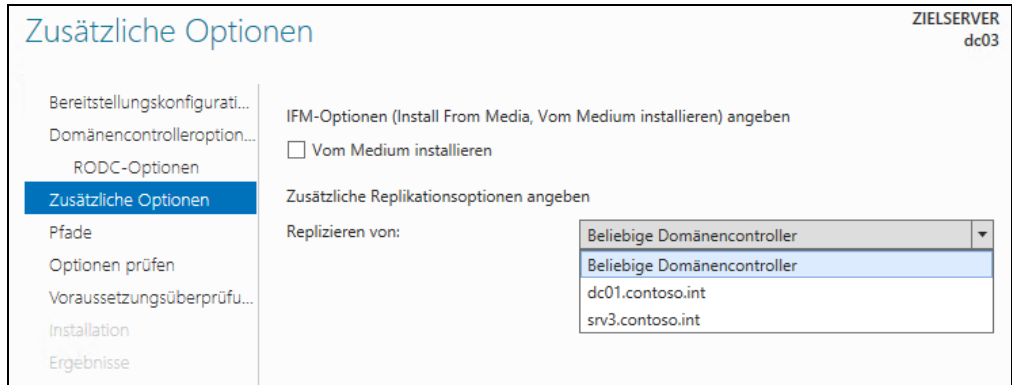 Zusätzliche Optionen
ZIELSERVER
dc03
Bereitstellungskonfigurati...
Domänencontrolleroption...
RODC-Optionen
Zusätzliche Optionen
Pfade
Optionen prüfen
Voraussetzungsüberprüfu...
Installation
Ergebnisse
IFM-Optionen (Install From Media, Vom Medium installieren) angeben
Vom Medium installieren
Zusätzliche Replikationsoptionen angeben
Replizieren von:
Beliebige Domänencontroller
Beliebige Domänencontroller
dc01.contoso.int
srv3.contoso.int